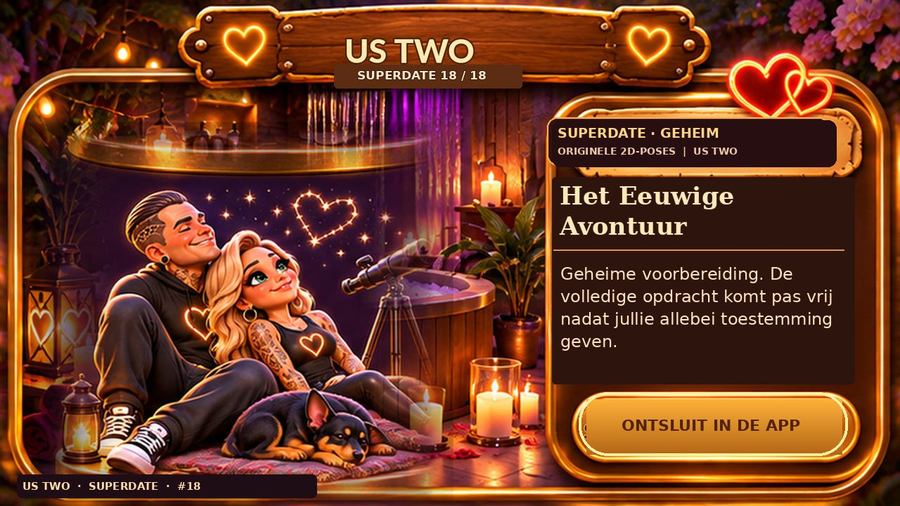 US TWO
SUPERDATE 18 / 18
SUPERDATE · GEHEIM
ORIGINELE 2D-POSES | US TWO
Het Eeuwige
Avontuur
Geheime voorbereiding. De
volledige opdracht komt pas vrij
nadat jullie allebei toestemming
geven.
ONTSLUIT IN DE APP
US TWO · SUPERDATE · #18